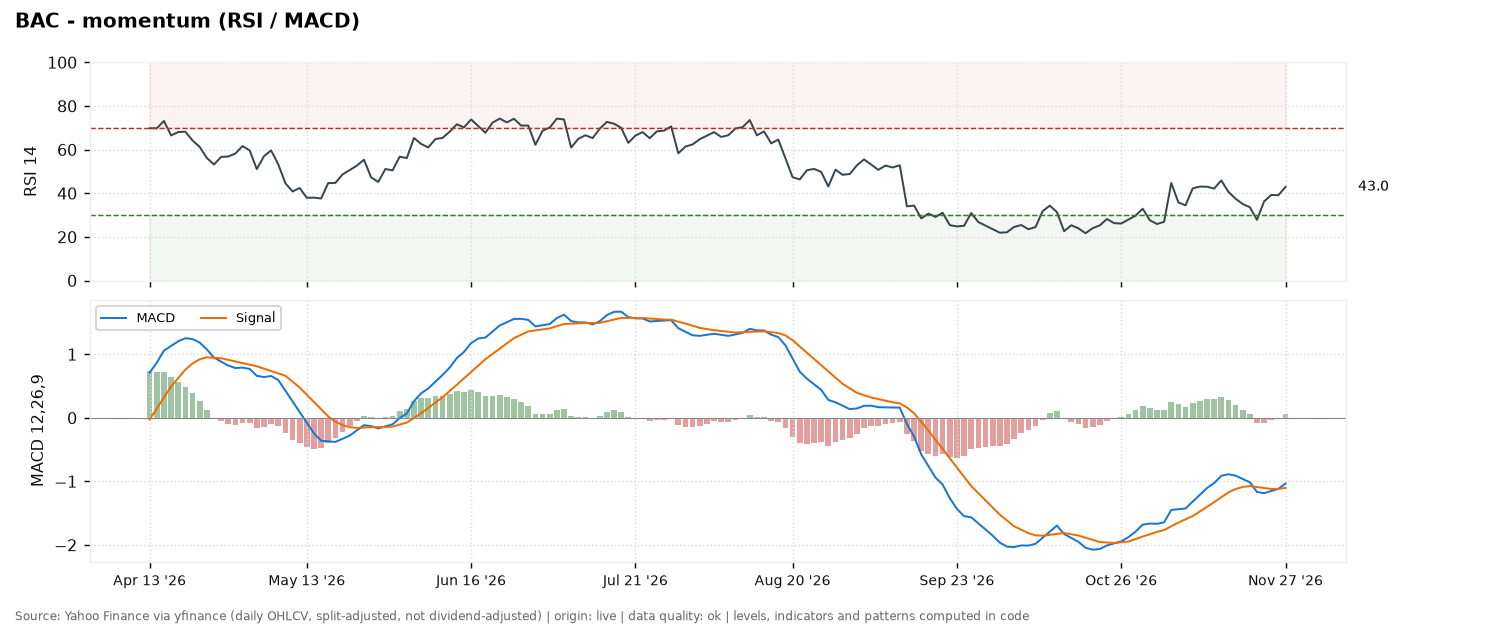 BAC - momentum (RSI / MACD)
100
80
60
40
20
0
RSI 14
43.0
MACD
Signal
1
0
−1
−2
MACD 12,26,9
Apr 13 '26
May 13 '26
Jun 16 '26
Jul 21 '26
Aug 20 '26
Sep 23 '26
Oct 26 '26
Nov 27 '26
Source: Yahoo Finance via yfinance (daily OHLCV, split-adjusted, not dividend-adjusted) | origin: live | data quality: ok | levels, indicators and patterns computed in code